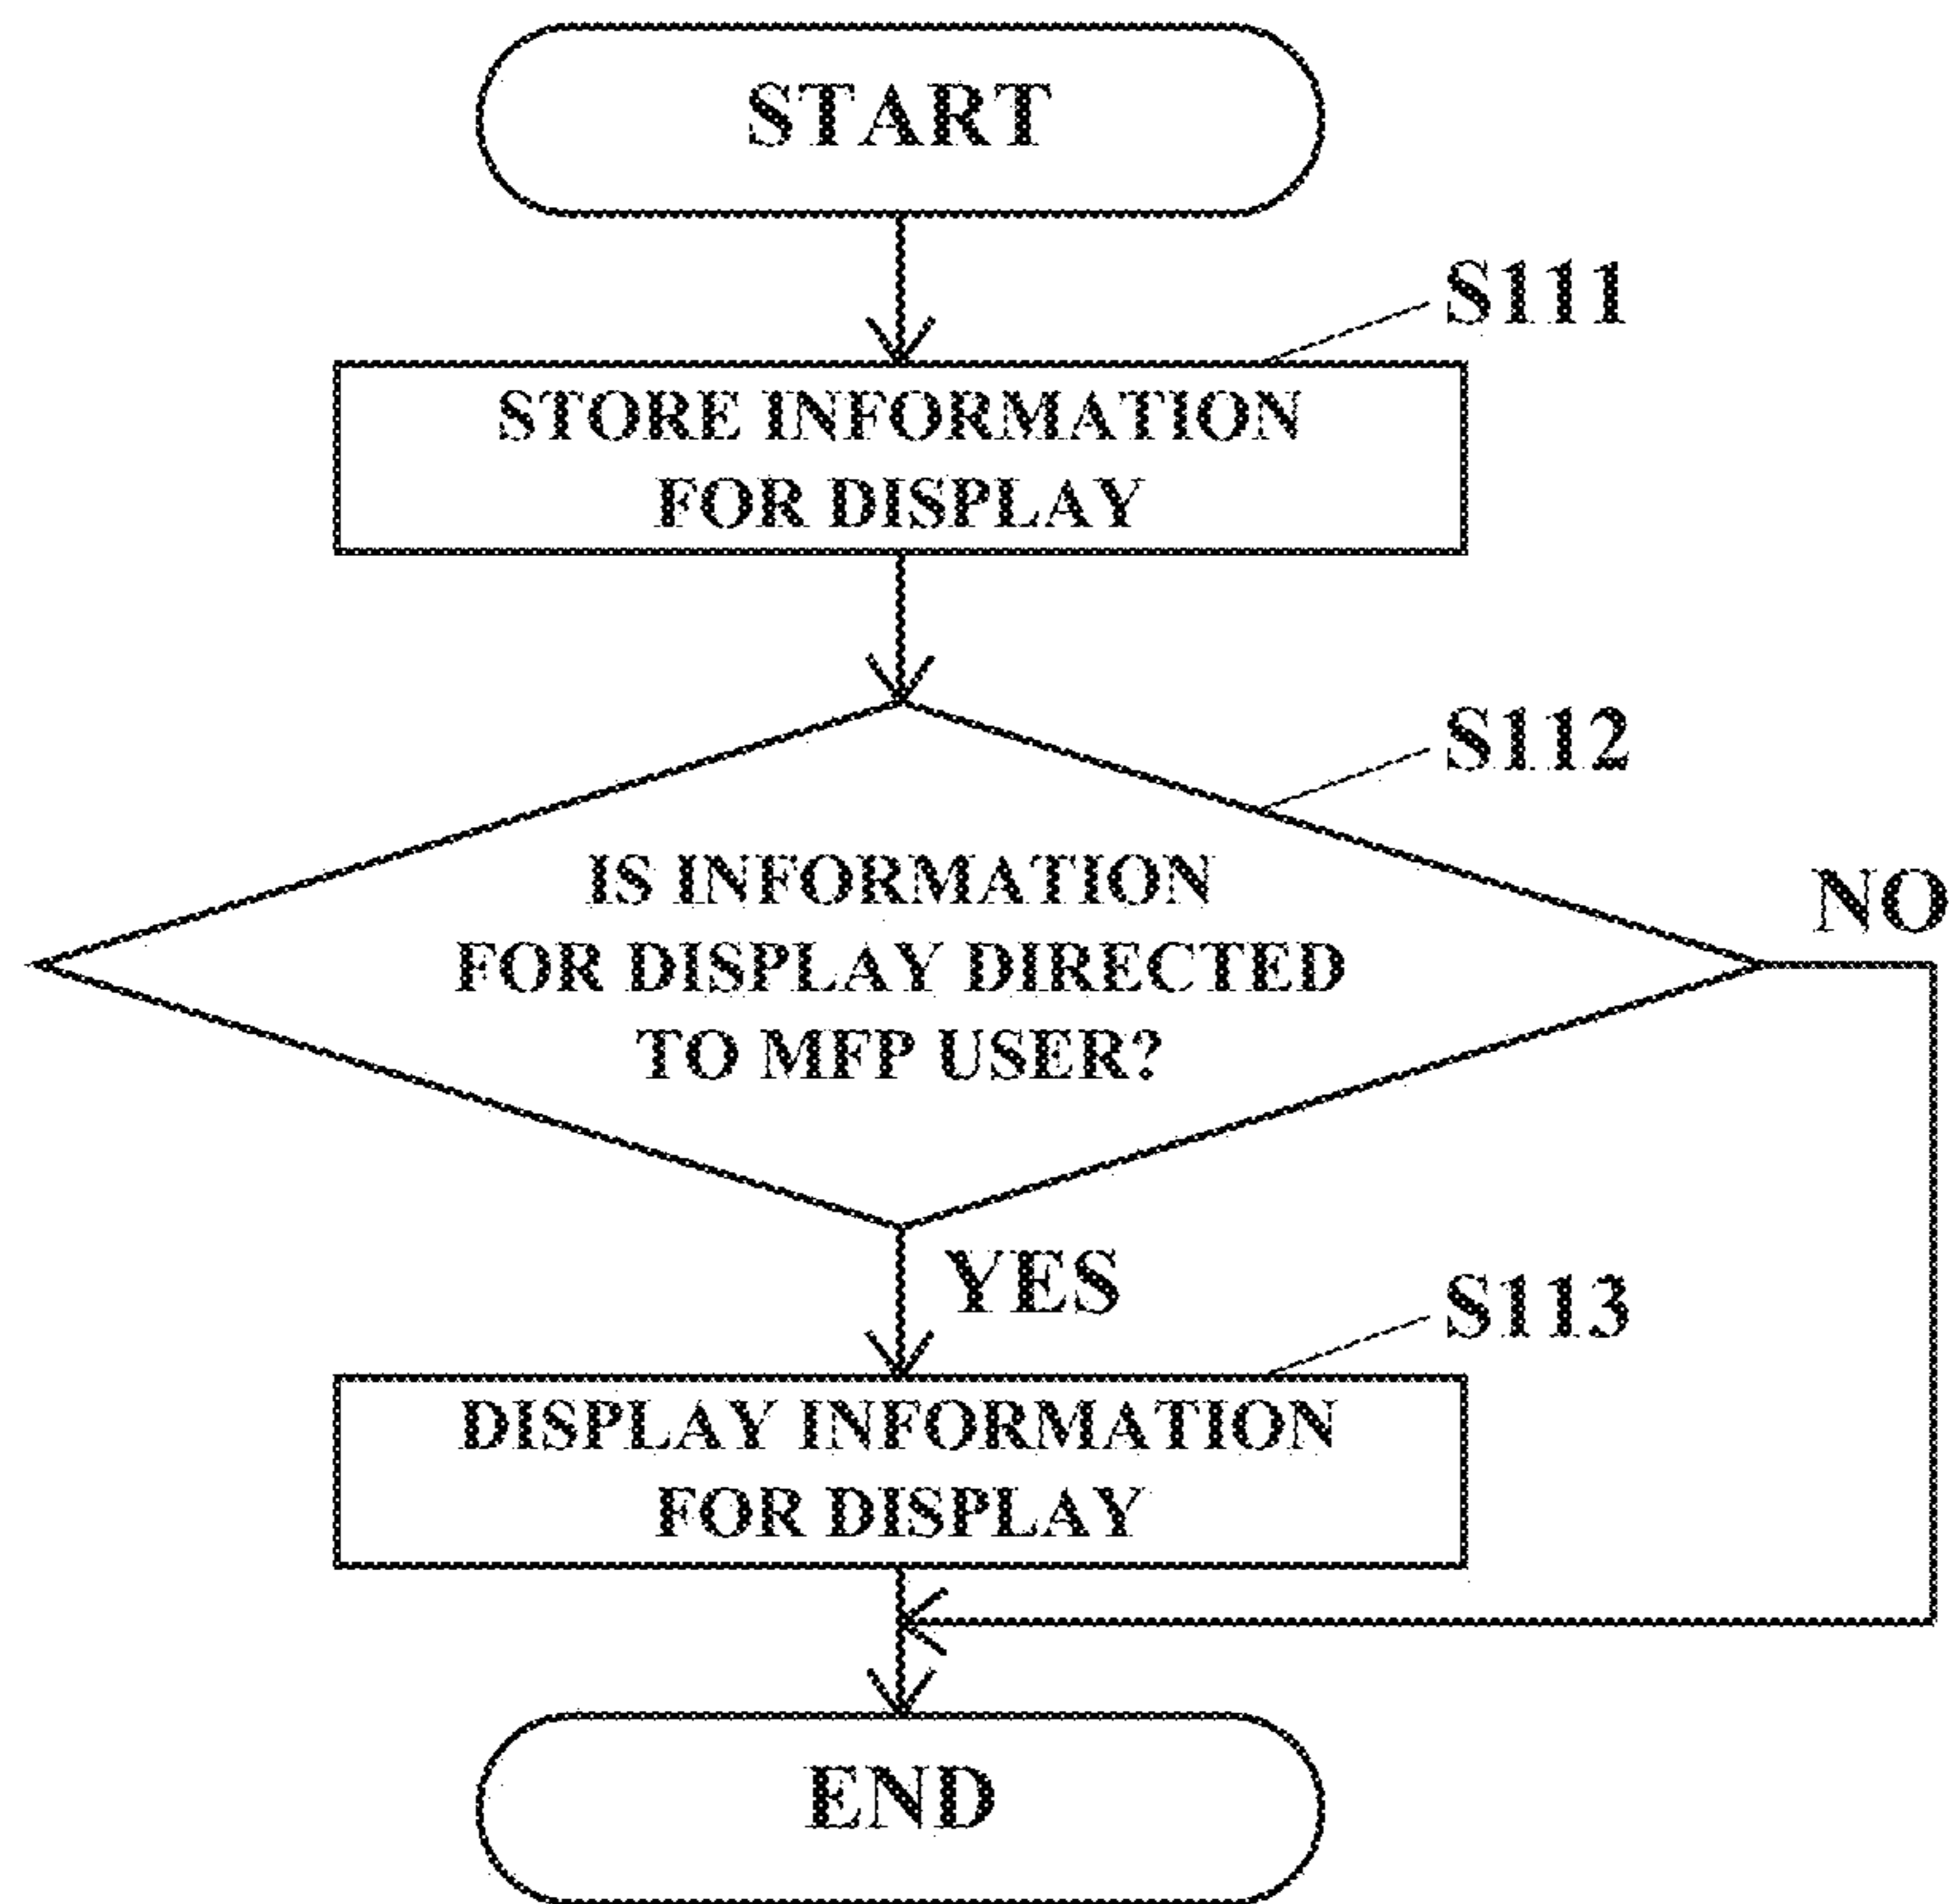 START
S111
STORE INFORMATION
FOR DISPLAY
S112
IS INFORMATION
FOR DISPLAY DIRECTED
TO MFP USER?
NO
YES
S113
DISPLAY INFORMATION
FOR DISPLAY
END